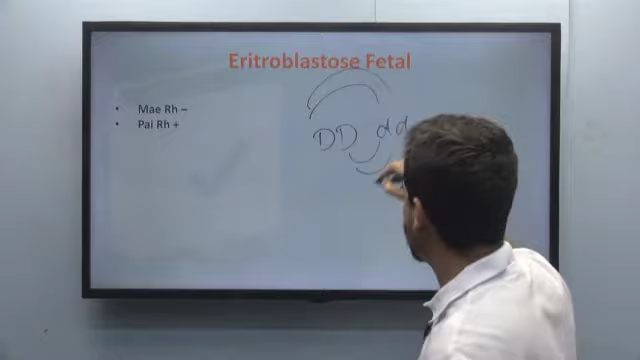 Eritroblastose Fetal
• Mae Rh –
• Pai Rh +
DD dd